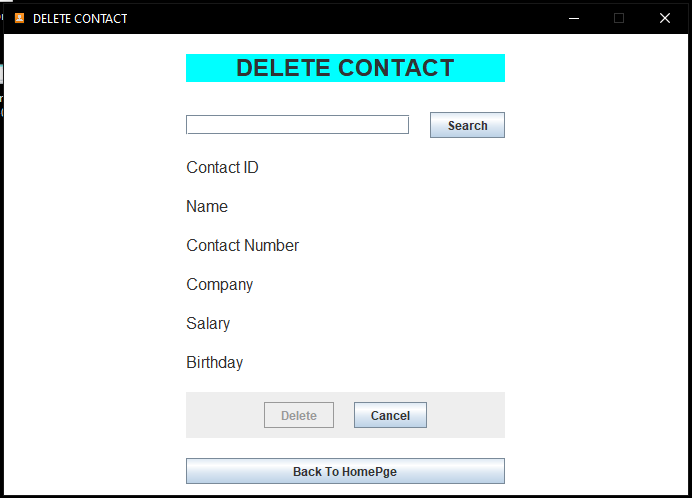 DELETE CONTACT
DELETE CONTACT
Search
Contact ID
Name
Contact Number
Company
Salary
Birthday
Delete Cancel
Back To HomePge